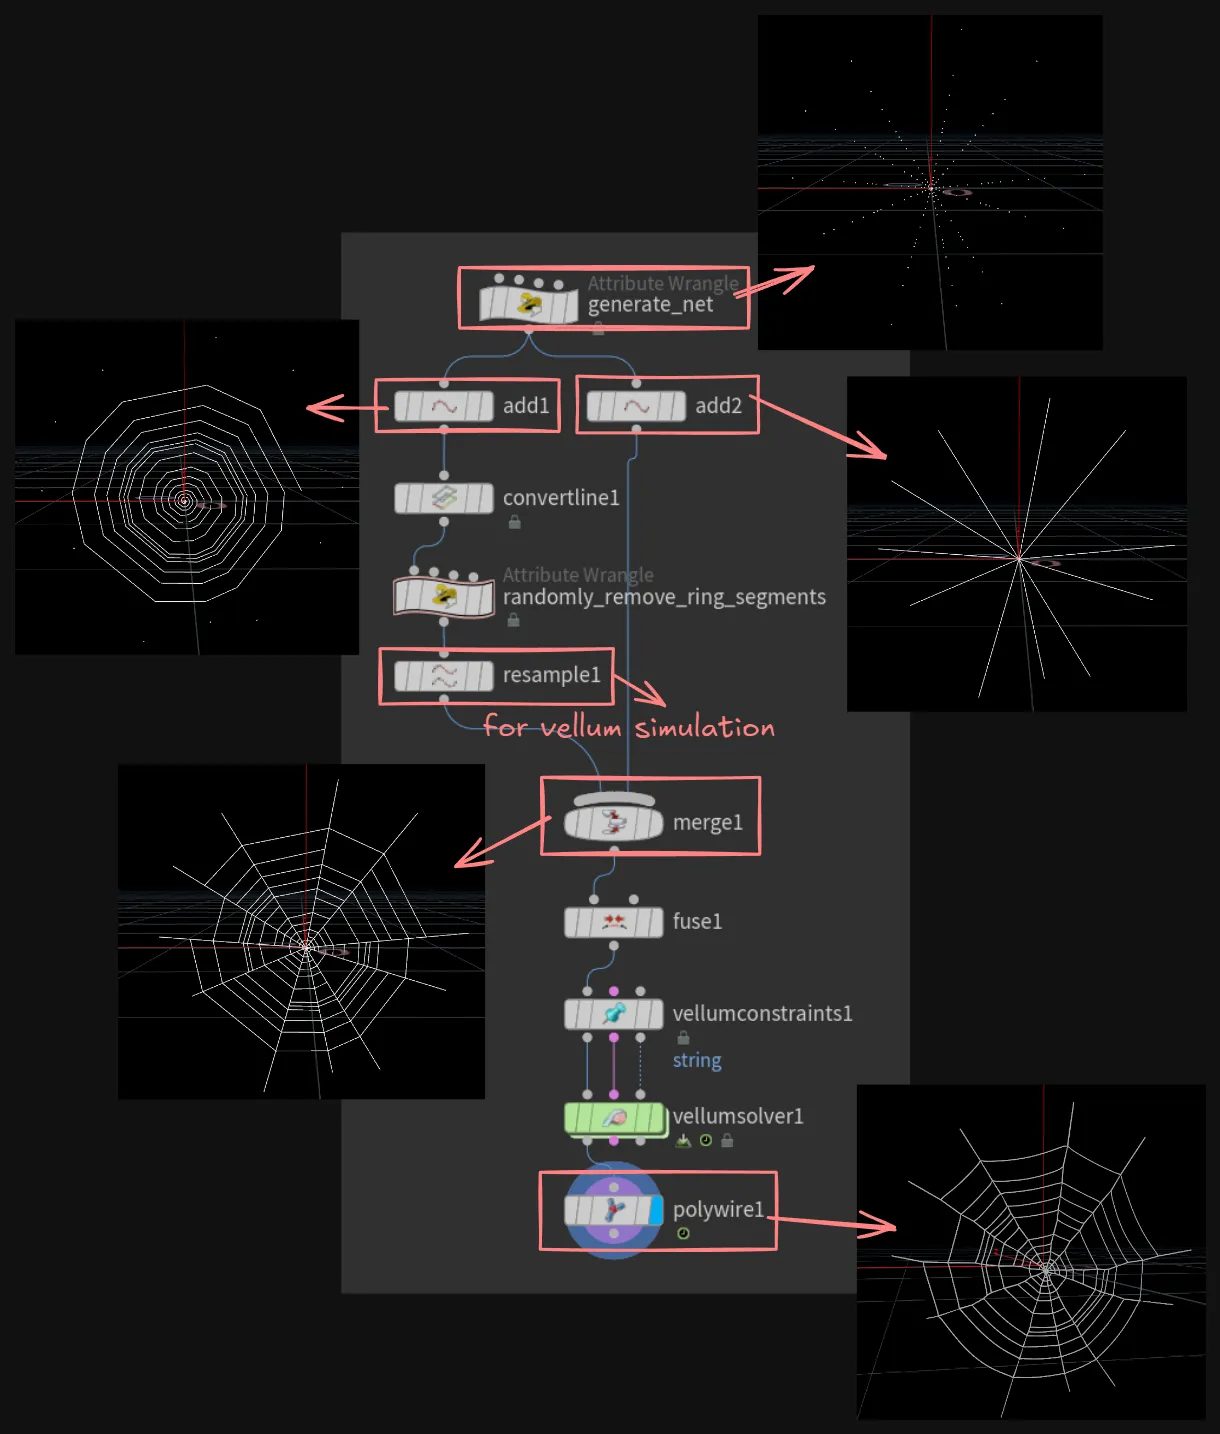 Attribute Wrangle
generate_net
add1
add2
convertline1
Attribute Wrangle
randomly_remove_ring_segments
resample1
for vellum simulation
merge1
fuse1
vellumconstraints1
string
vellumsolver1
polywire1